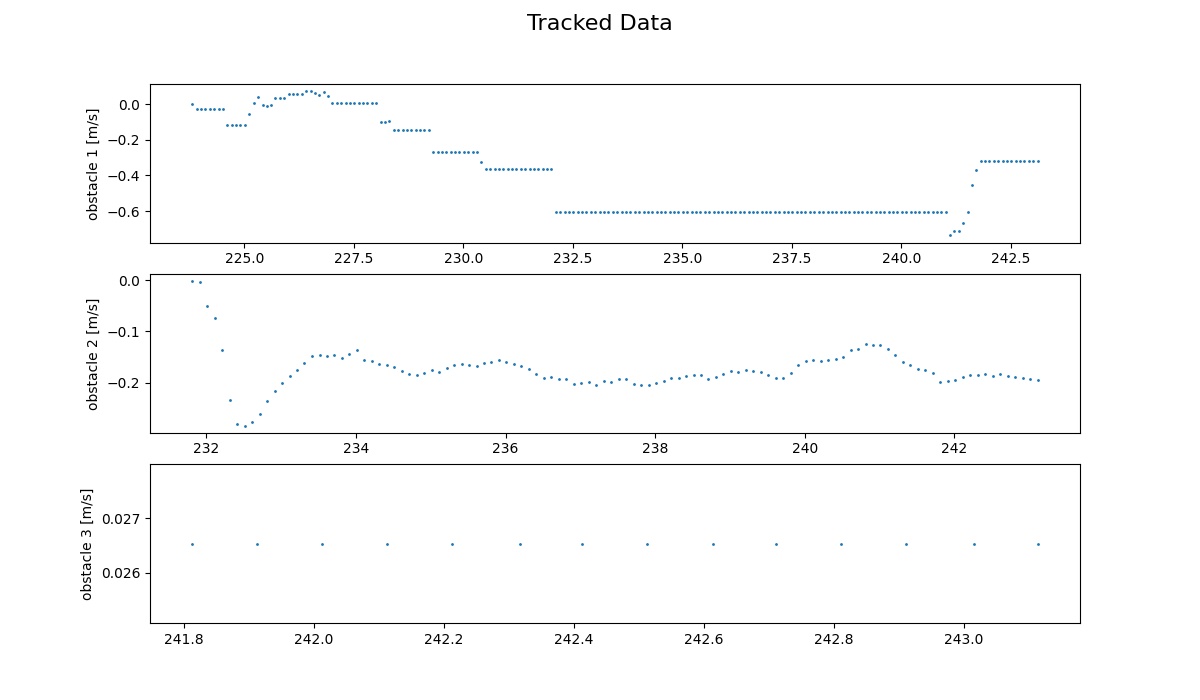 Tracked Data
obstacle 1 [m/s]
0.0
−0.2
−0.4
−0.6
225.0 227.5 230.0 232.5 235.0 237.5 240.0 242.5
obstacle 2 [m/s]
0.0
−0.1
−0.2
232 234 236 238 240 242
obstacle 3 [m/s]
0.027
0.026
241.8 242.0 242.2 242.4 242.6 242.8 243.0